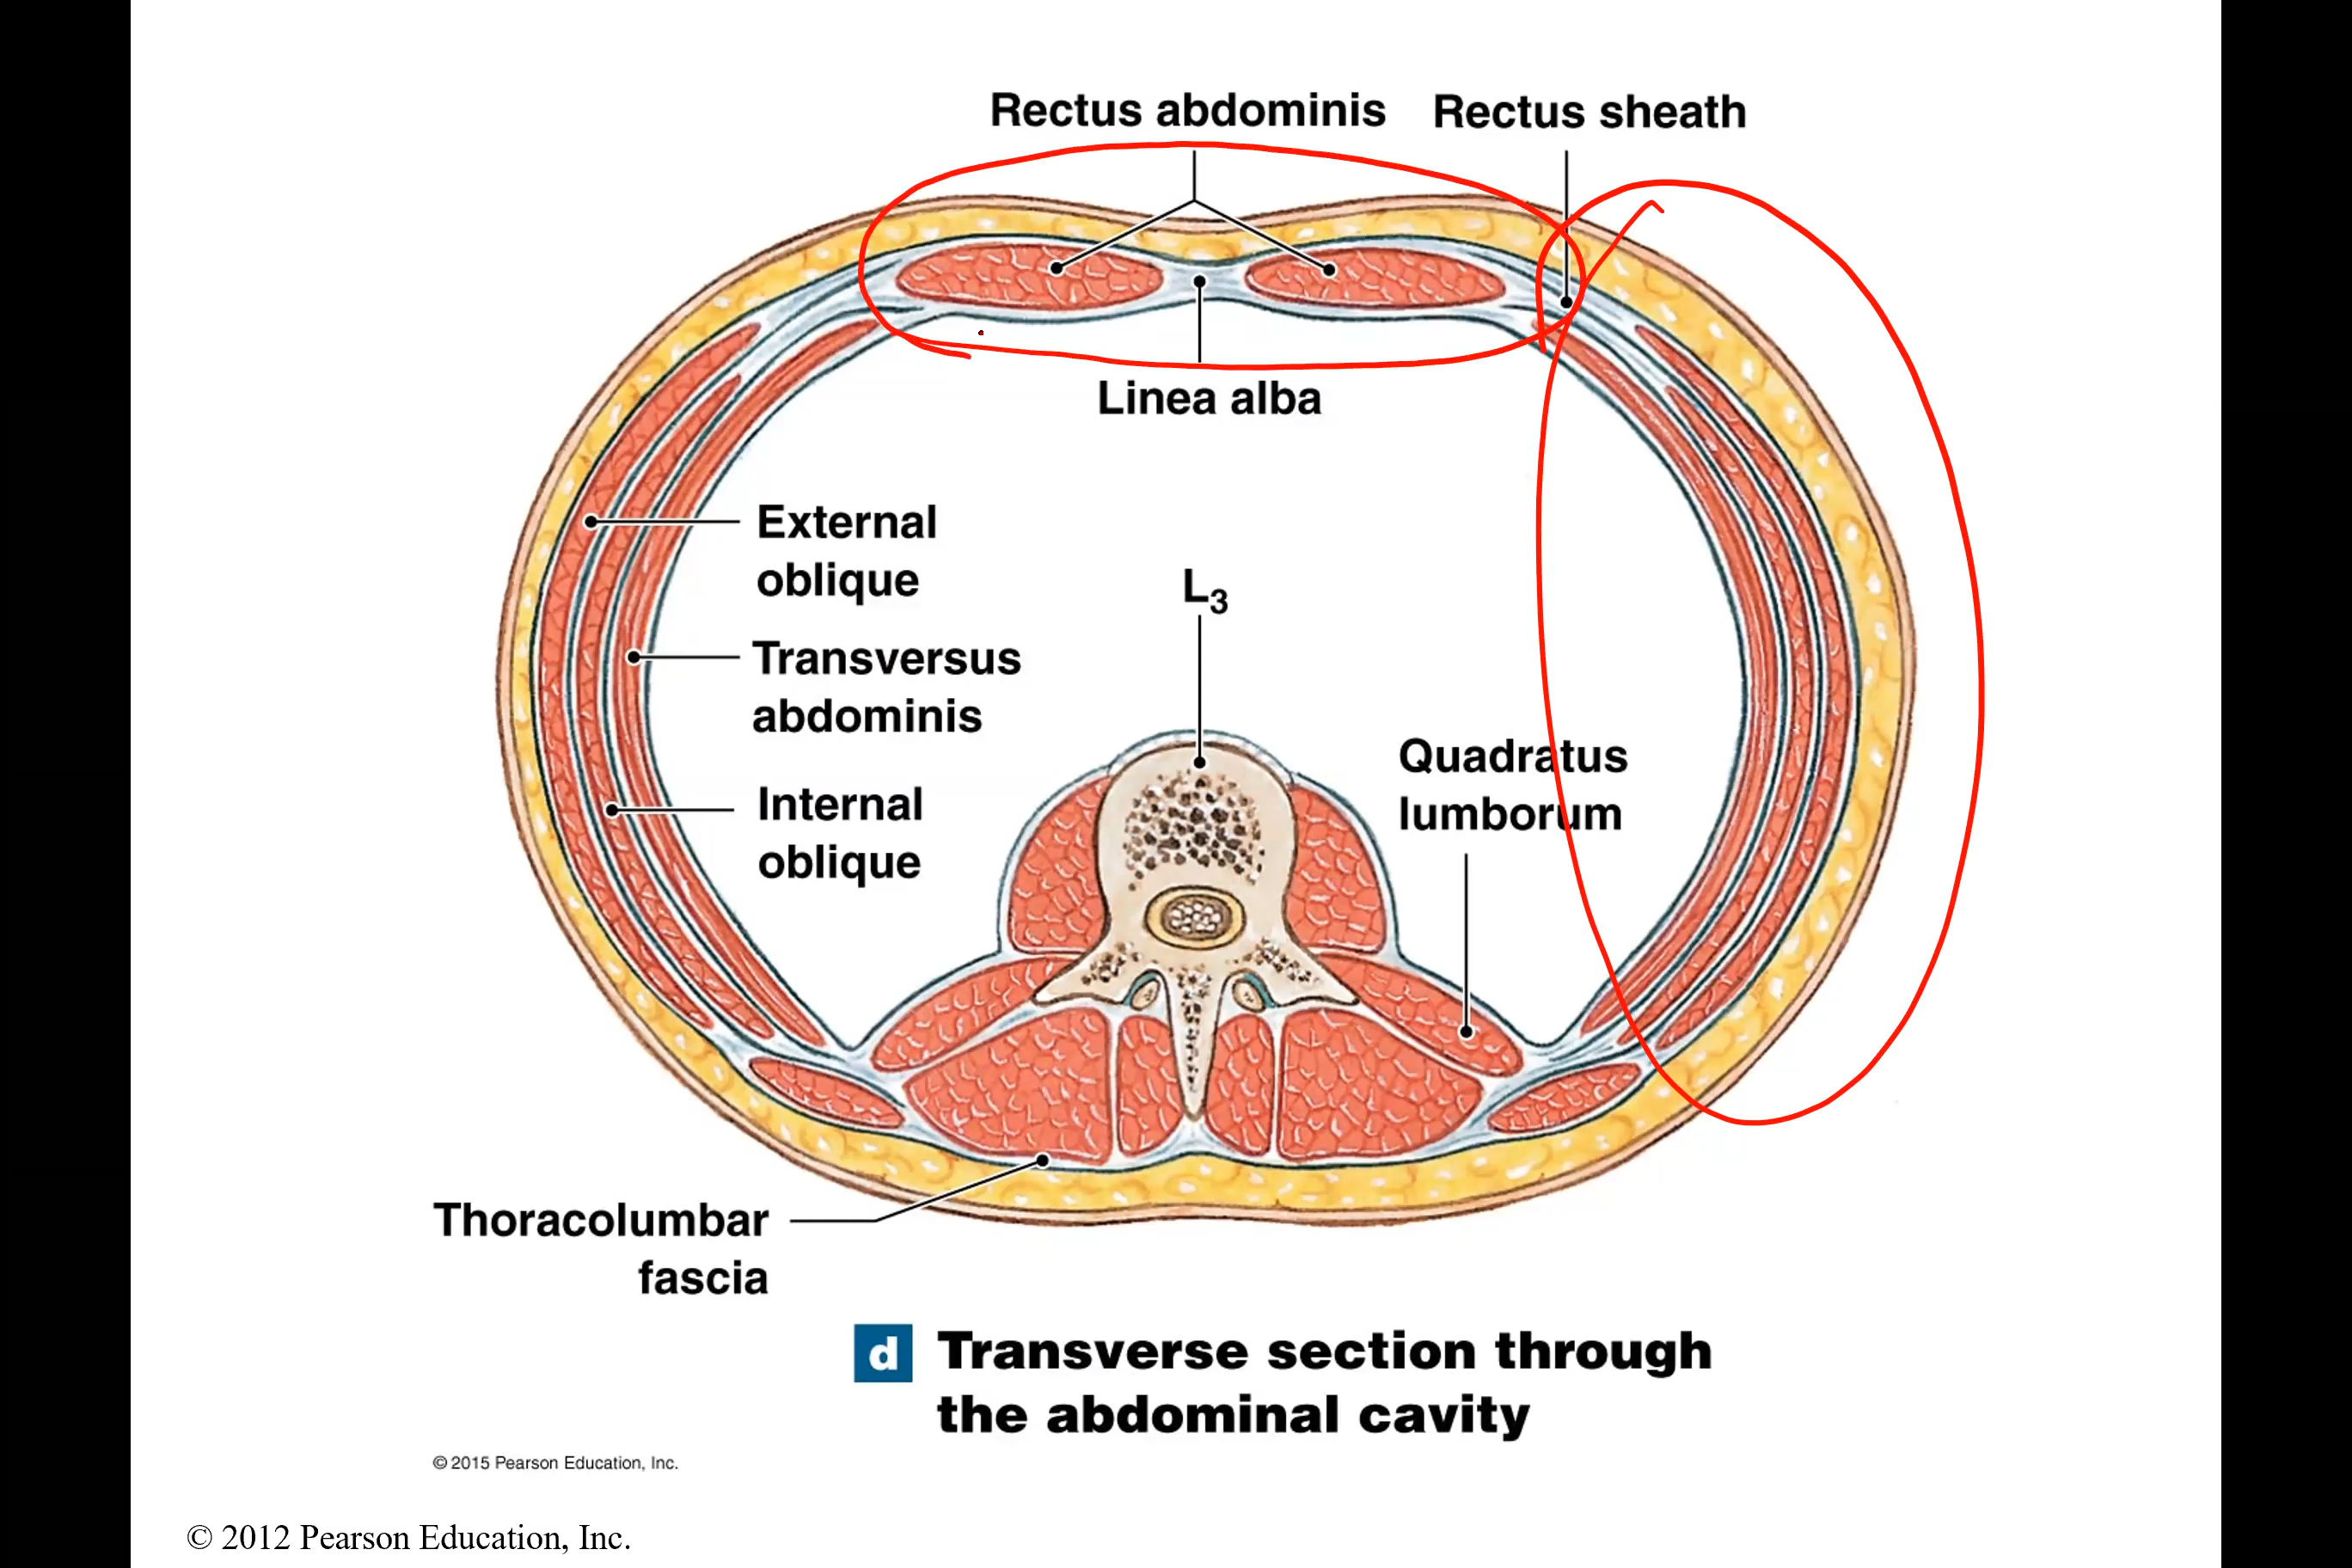 Rectus abdominis
Rectus sheath
Linea alba
External
oblique
L3
Transversus
abdominis
Quadratus
lumborum
Internal
oblique
Thoracolumbar
fascia
d Transverse section through
the abdominal cavity
© 2015 Pearson Education, Inc.
© 2012 Pearson Education, Inc.